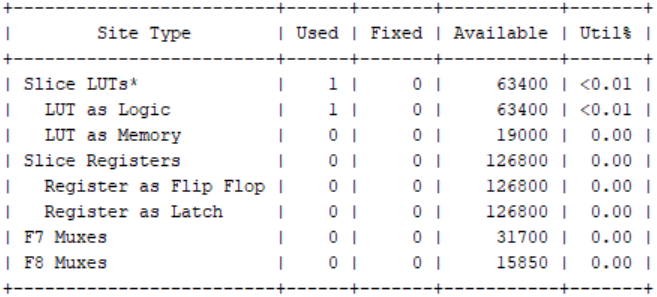 +----------------------------+------+-------+-----------+-------+
|          Site Type         | Used | Fixed | Available | Util% |
+----------------------------+------+-------+-----------+-------+
| Slice LUTs*                |    1 |     0 |     63400 | <0.01 |
|   LUT as Logic             |    1 |     0 |     63400 | <0.01 |
|   LUT as Memory            |    0 |     0 |     19000 |  0.00 |
| Slice Registers            |    0 |     0 |    126800 |  0.00 |
|   Register as Flip Flop    |    0 |     0 |    126800 |  0.00 |
|   Register as Latch        |    0 |     0 |    126800 |  0.00 |
| F7 Muxes                   |    0 |     0 |     31700 |  0.00 |
| F8 Muxes                   |    0 |     0 |     15850 |  0.00 |
+----------------------------+------+-------+-----------+-------+